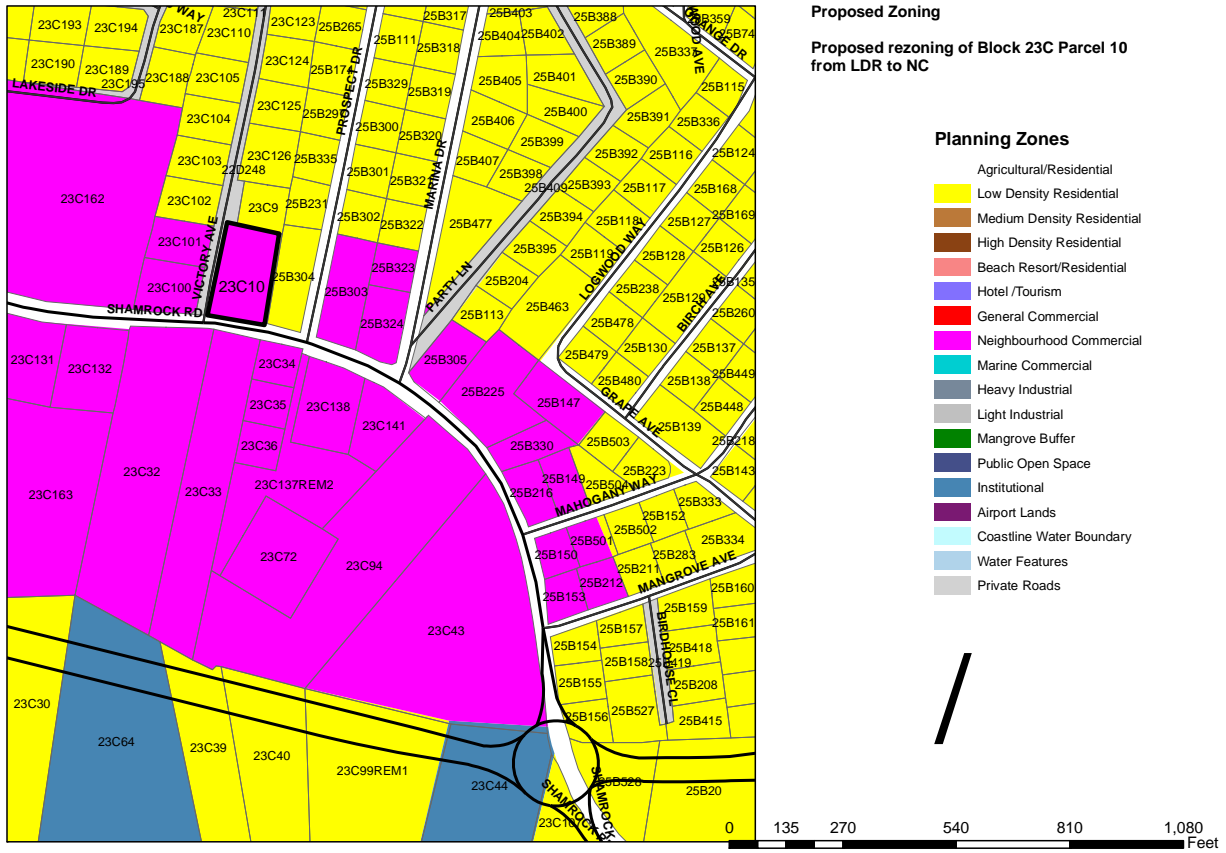 Proposed Zoning
Proposed rezoning of Block 23C Parcel 10
from LDR to NC
Planning Zones
Agricultural/Residential
Low Density Residential
Medium Density Residential
High Density Residential
Beach Resort/Residential
Hotel /Tourism
General Commercial
Neighbourhood Commercial
Marine Commercial
Heavy Industrial
Light Industrial
Mangrove Buffer
Public Open Space
Institutional
Airport Lands
Coastline Water Boundary
Water Features
Private Roads
0 135 270 540 810 1,080
Feet
23C193
23C194
WAY
23C187
23C111
23C110
23C123
25B265
25B317
25B403
25B388
25B359
23C190
23C189
23C195
23C188
23C105
23C124
25B111
25B318
25B404
25B402
25B389
ORANGE DR
LAKESIDE DR
25B329
25B319
25B405
25B401
25B390
25B115
23C104
23C125
25B297
PROSPECT DR
25B300
25B320
25B406
25B400
25B391
25B336
23C103
22D248
23C126
25B335
25B301
MARINA DR
25B407
25B399
25B398
25B392
25B116
25B124
23C162
23C102
23C9
25B231
25B302
25B322
25B409
25B393
25B117
25B168
25B477
25B394
25B127
25B169
23C101
VICTORY AVE
25B323
25B395
25B128
25B126
LOGWOOD WAY
23C100
23C10
25B304
25B303
PARTY LN
25B204
25B238
BIRCH AVE
25B135
SHAMROCK RD
25B324
25B113
25B463
25B478
25B260
23C131
23C132
23C34
25B305
25B479
25B130
25B137
23C35
23C138
25B225
25B147
25B480
25B138
25B449
23C36
23C141
GRAPE AVE
25B139
25B448
25B330
25B503
25B218
23C163
23C32
23C33
23C137REM2
25B216
25B149
25B504
25B223
25B143
MAHOGANY WAY
25B152
25B333
23C72
23C94
25B150
25B501
25B502
25B283
25B334
25B153
25B212
25B211
MANGROVE AVE
23C43
25B159
25B160
25B161
25B157
25B154
25B158
25B419
25B418
BIRDHOUSE CL
25B155
25B208
25B156
25B527
25B415
23C30
23C64
23C39
23C40
23C99REM1
23C44
25B528
25B20
SHAMROCK